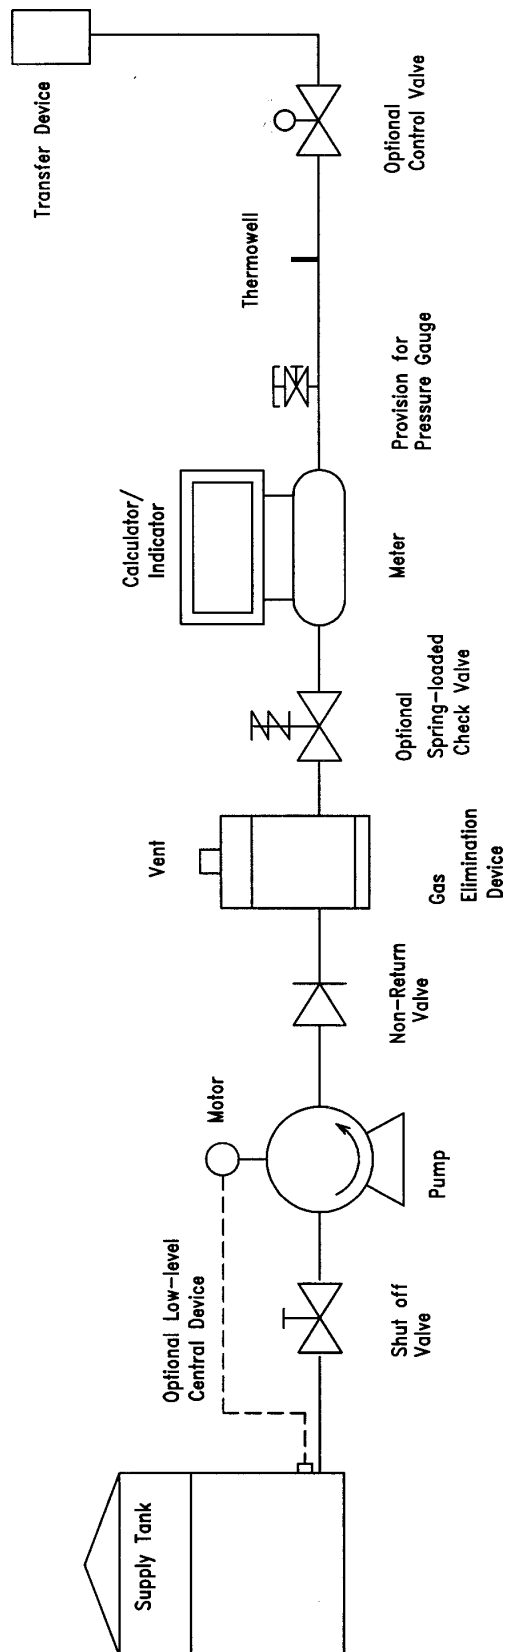 Supply Tank
Optional Low-level
Central Device
Shut off
Valve
Motor
Pump
Non-Return
Valve
Vent
Gas
Elimination
Device
Optional
Spring-loaded
Check Valve
Calculator/
Indicator
Meter
Provision for
Pressure Gauge
Thermowell
Optional
Control Valve
Transfer Device